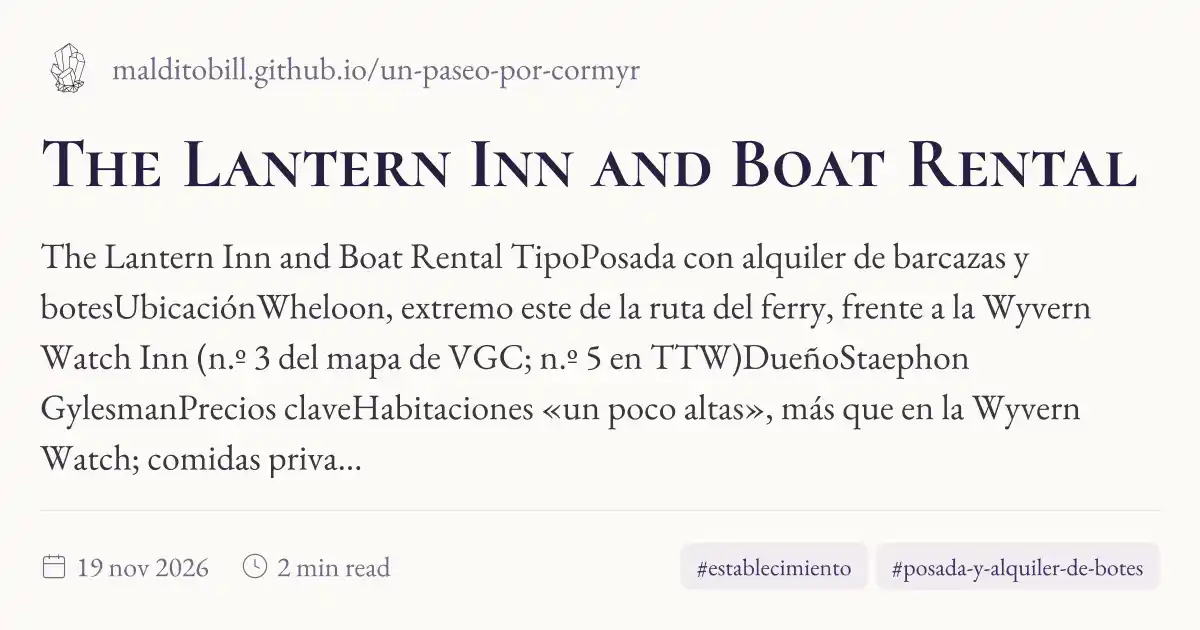 malditobill.github.io/un-paseo-por-cormyr
The Lantern Inn and Boat Rental
The Lantern Inn and Boat Rental TipoPosada con alquiler de barcazas y
botesUbicaciónWheloon, extremo este de la ruta del ferry, frente a la Wyvern
Watch Inn (n.º 3 del mapa de VGC; n.º 5 en TTW)DueñoStaephon
GylesmanPrecios claveHabitaciones «un poco altas», más que en la Wyvern
Watch; comidas priva...
19 nov 2026
2 min read
#establecimiento
#posada-y-alquiler-de-botes